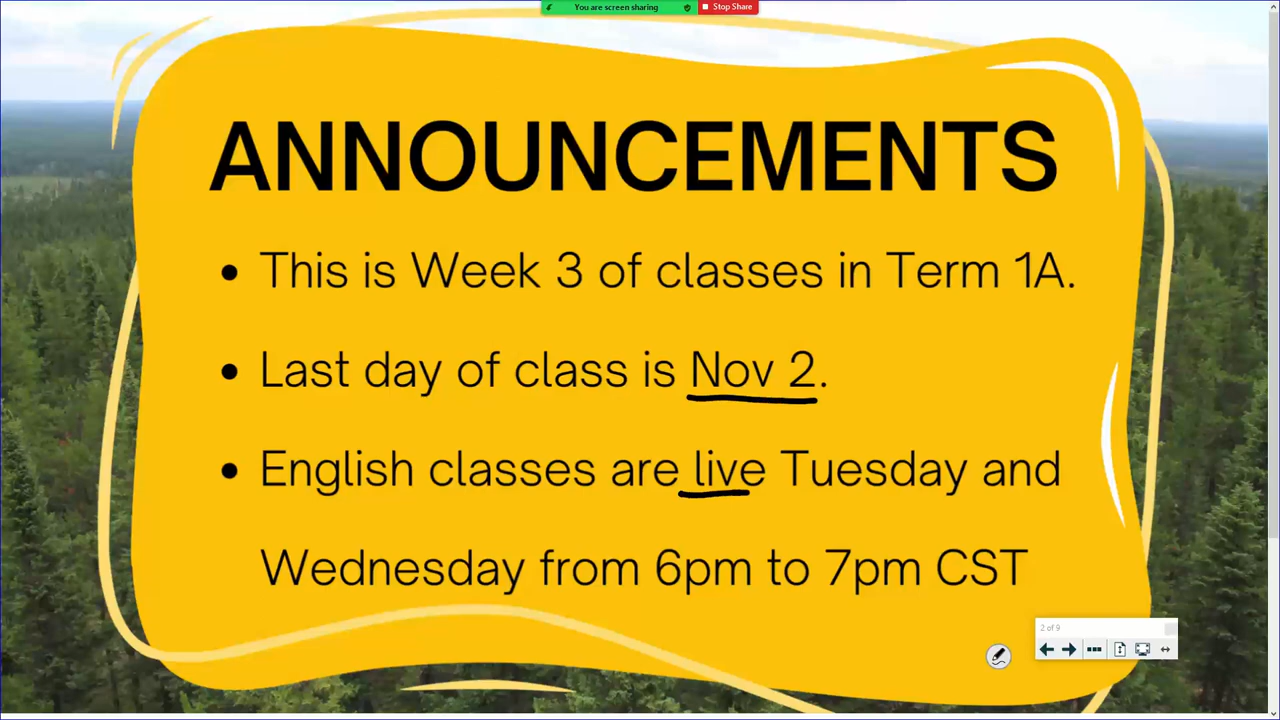 You are screen sharing
Stop Share
ANNOUNCEMENTS
• This is Week 3 of classes in Term 1A.
• Last day of class is Nov 2.
• English classes are live Tuesday and
Wednesday from 6pm to 7pm CST
2 of 9